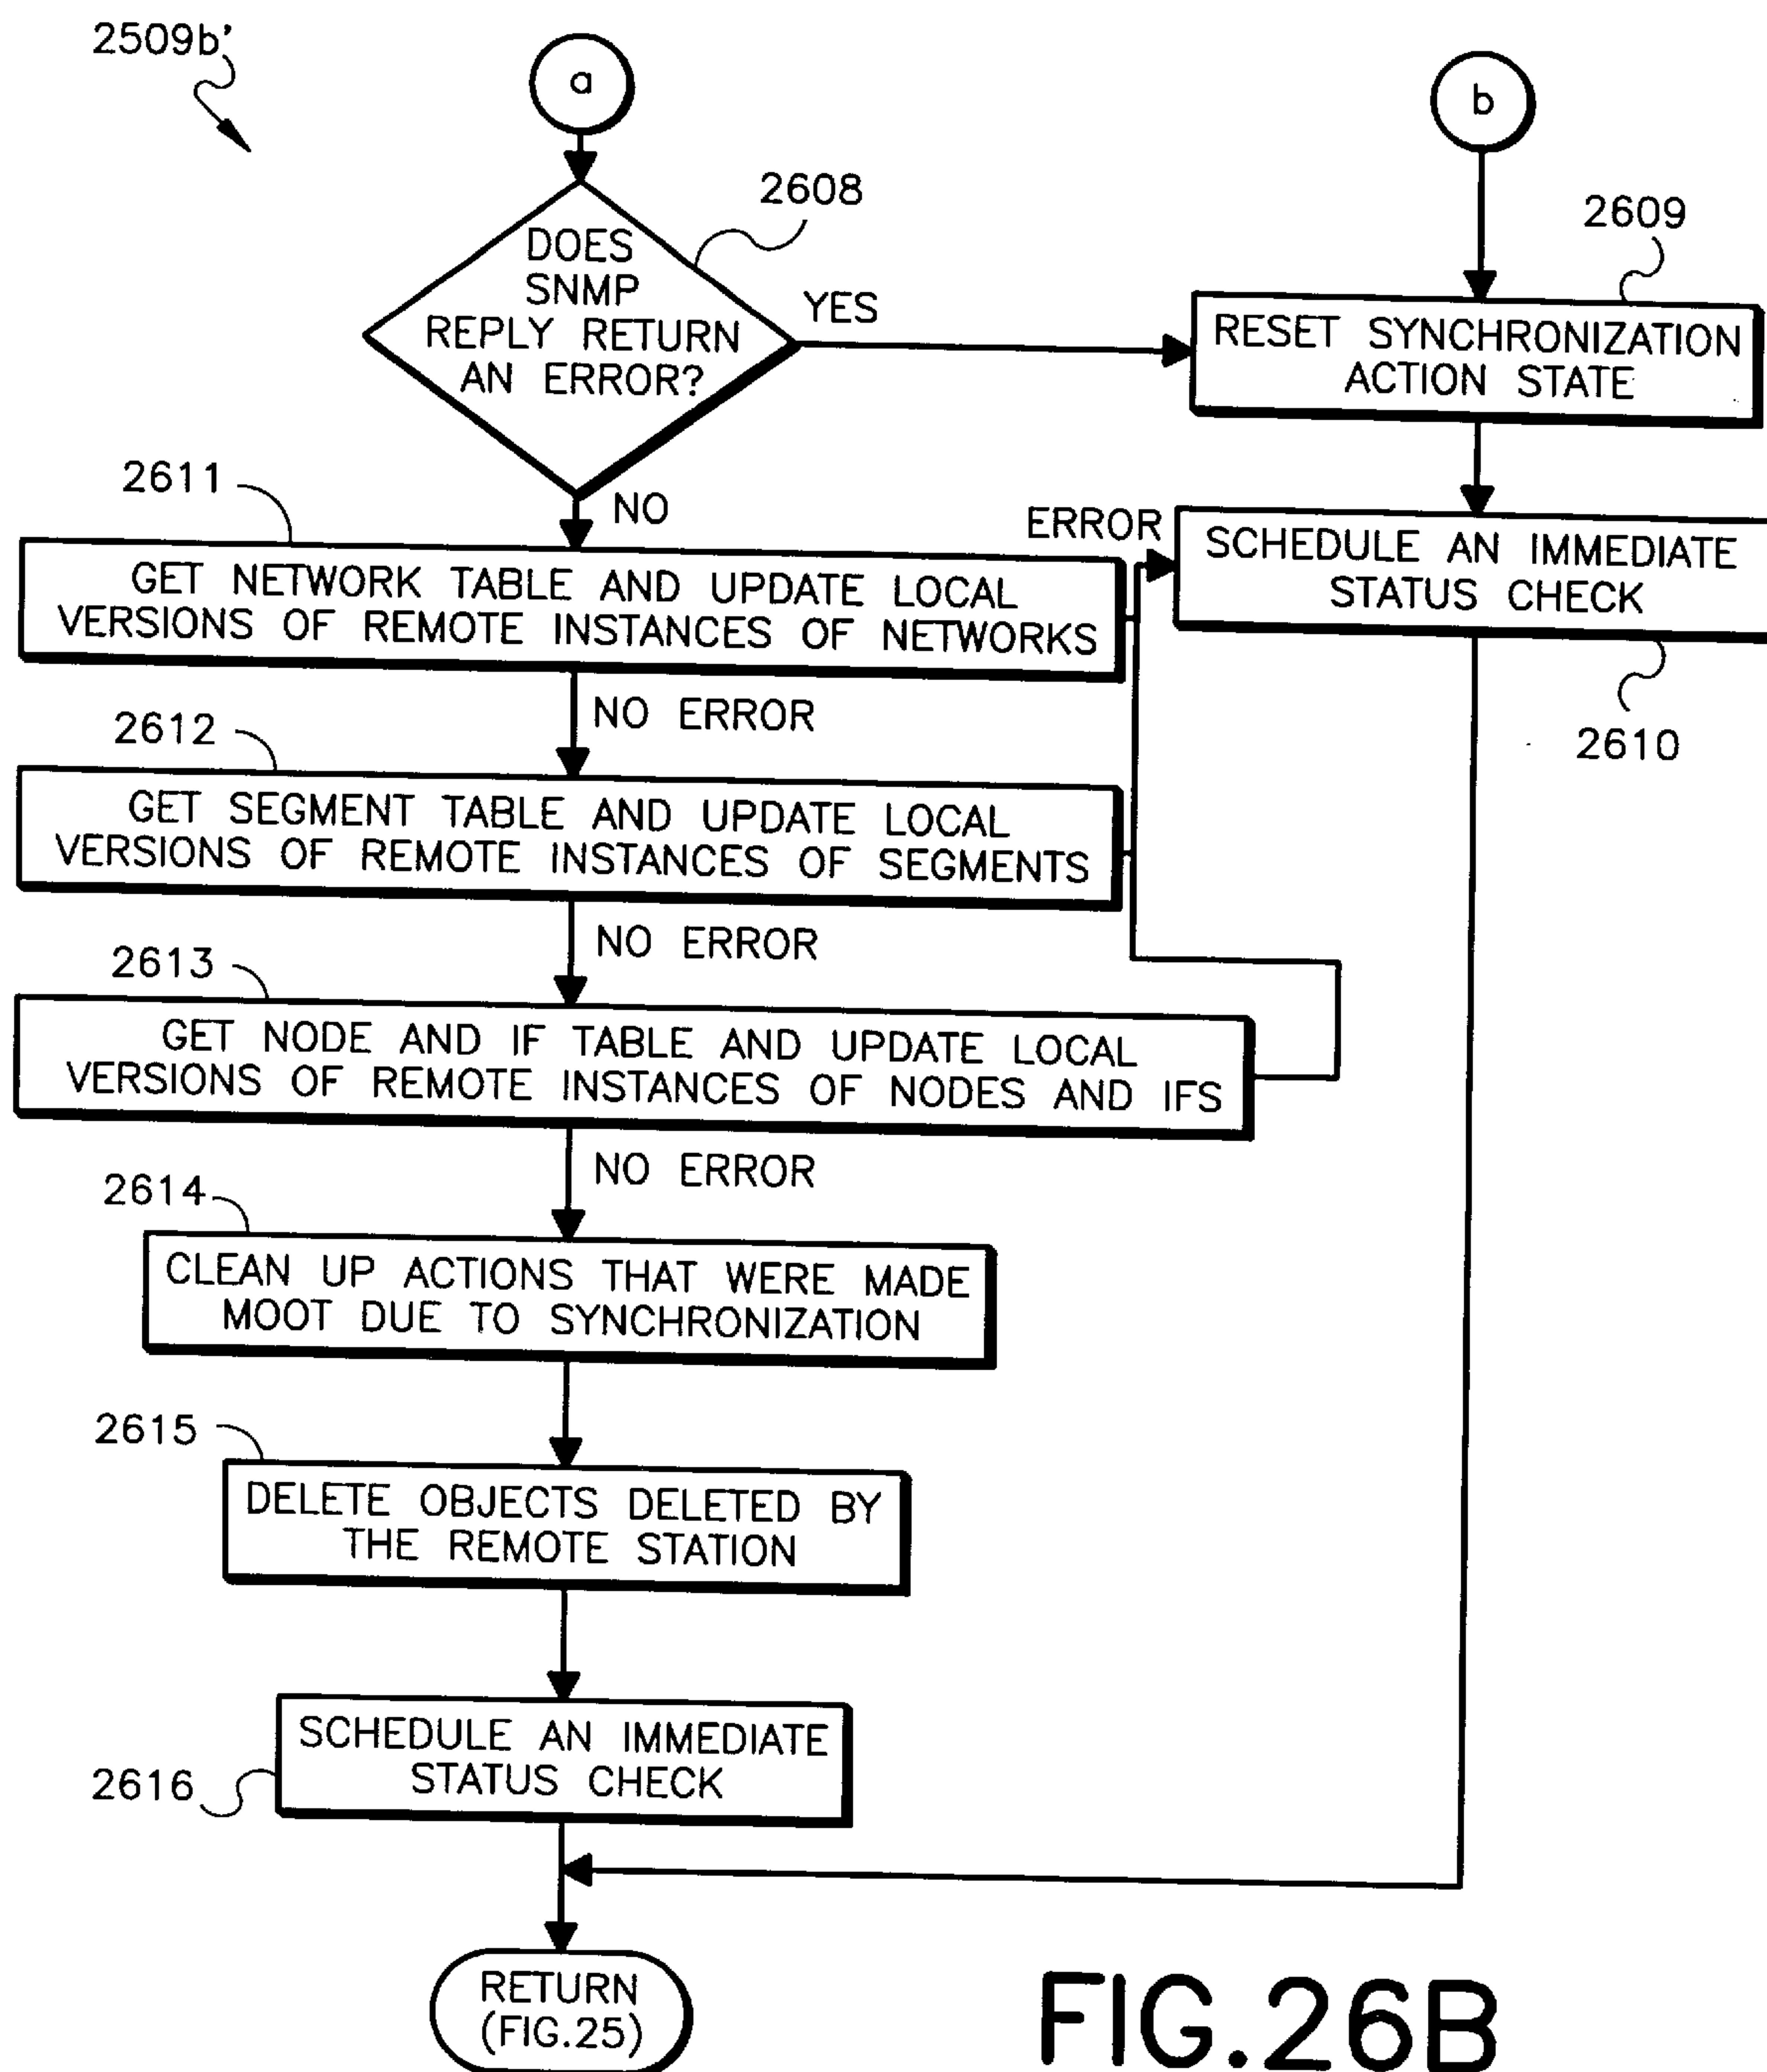 2509b'
a
b
2608
2609
DOES
SNMP
REPLY RETURN
AN ERROR?
YES
RESET SYNCHRONIZATION
ACTION STATE
2611
NO
ERROR
SCHEDULE AN IMMEDIATE
STATUS CHECK
GET NETWORK TABLE AND UPDATE LOCAL
VERSIONS OF REMOTE INSTANCES OF NETWORKS
2610
NO ERROR
2612
GET SEGMENT TABLE AND UPDATE LOCAL
VERSIONS OF REMOTE INSTANCES OF SEGMENTS
NO ERROR
2613
GET NODE AND IF TABLE AND UPDATE LOCAL
VERSIONS OF REMOTE INSTANCES OF NODES AND IFS
NO ERROR
2614
CLEAN UP ACTIONS THAT WERE MADE
MOOT DUE TO SYNCHRONIZATION
2615
DELETE OBJECTS DELETED BY
THE REMOTE STATION
SCHEDULE AN IMMEDIATE
STATUS CHECK
2616
RETURN
(FIG.25)
FIG.26B